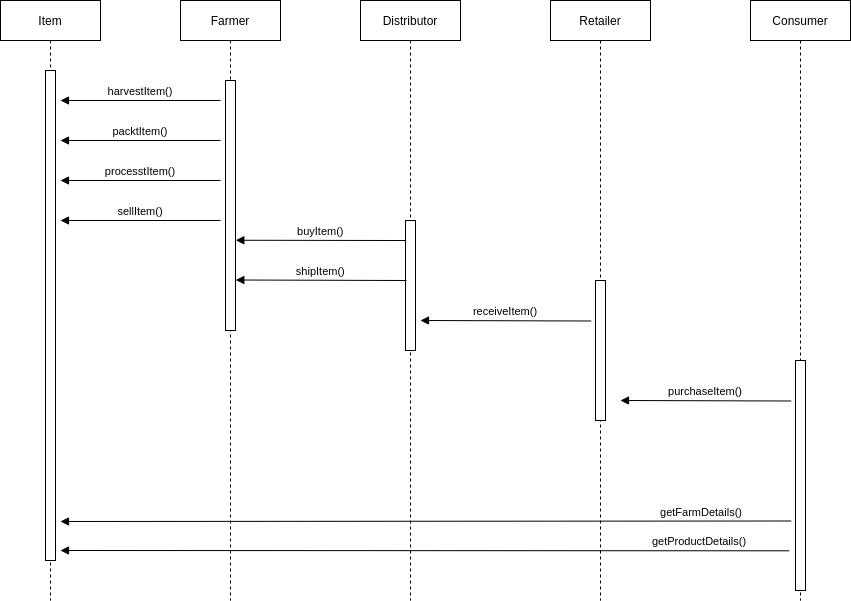 Item
Farmer
Distributor
Retailer
Consumer
harvestItem()
packtItem()
processtItem()
sellItem()
buyItem()
shipItem()
receiveItem()
purchaseItem()
getFarmDetails()
getProductDetails()